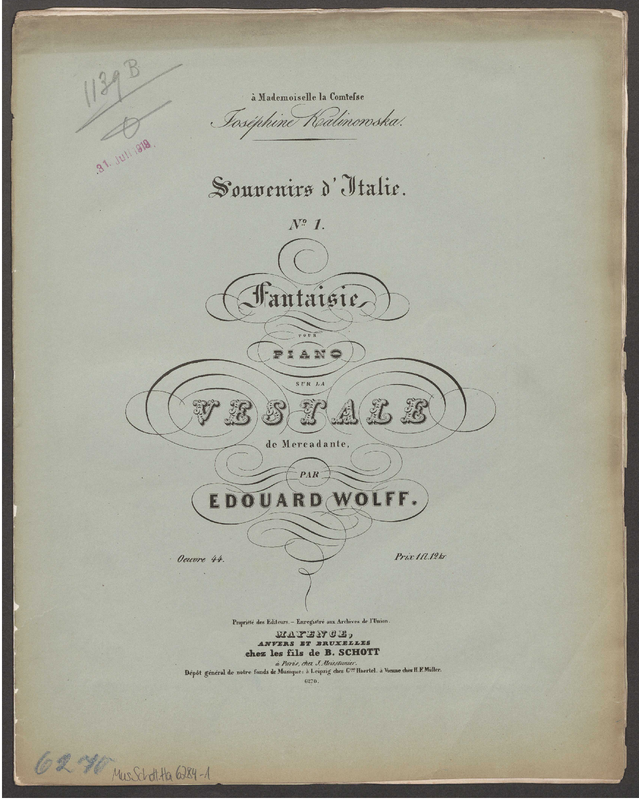 1139 B
31. Juli 1918.
à Mademoiselle la Comtesse
Joséphine Kalinowska.
Souvenirs d'Italie.
Nº 1.
Fantaisie,
POUR
PIANO
SUR LA
VESTALE
de Mercadante,
PAR
EDOUARD WOLFF.
Oeuvre 44.
Prix 1 fl. 12 kr
Propriété des Editeurs. — Enregistré aux Archives de l'Union.
MAYENCE,
ANVERS ET BRUXELLES
chez les fils de B. SCHOTT
à Paris, chez J. Meissonnier.
Dépôt général de notre fonds de Musique: à Leipzig chez Haertel. à Vienne chez H. F. Müller.
6270.
6270
Mus.Schott.Ha 6284-1